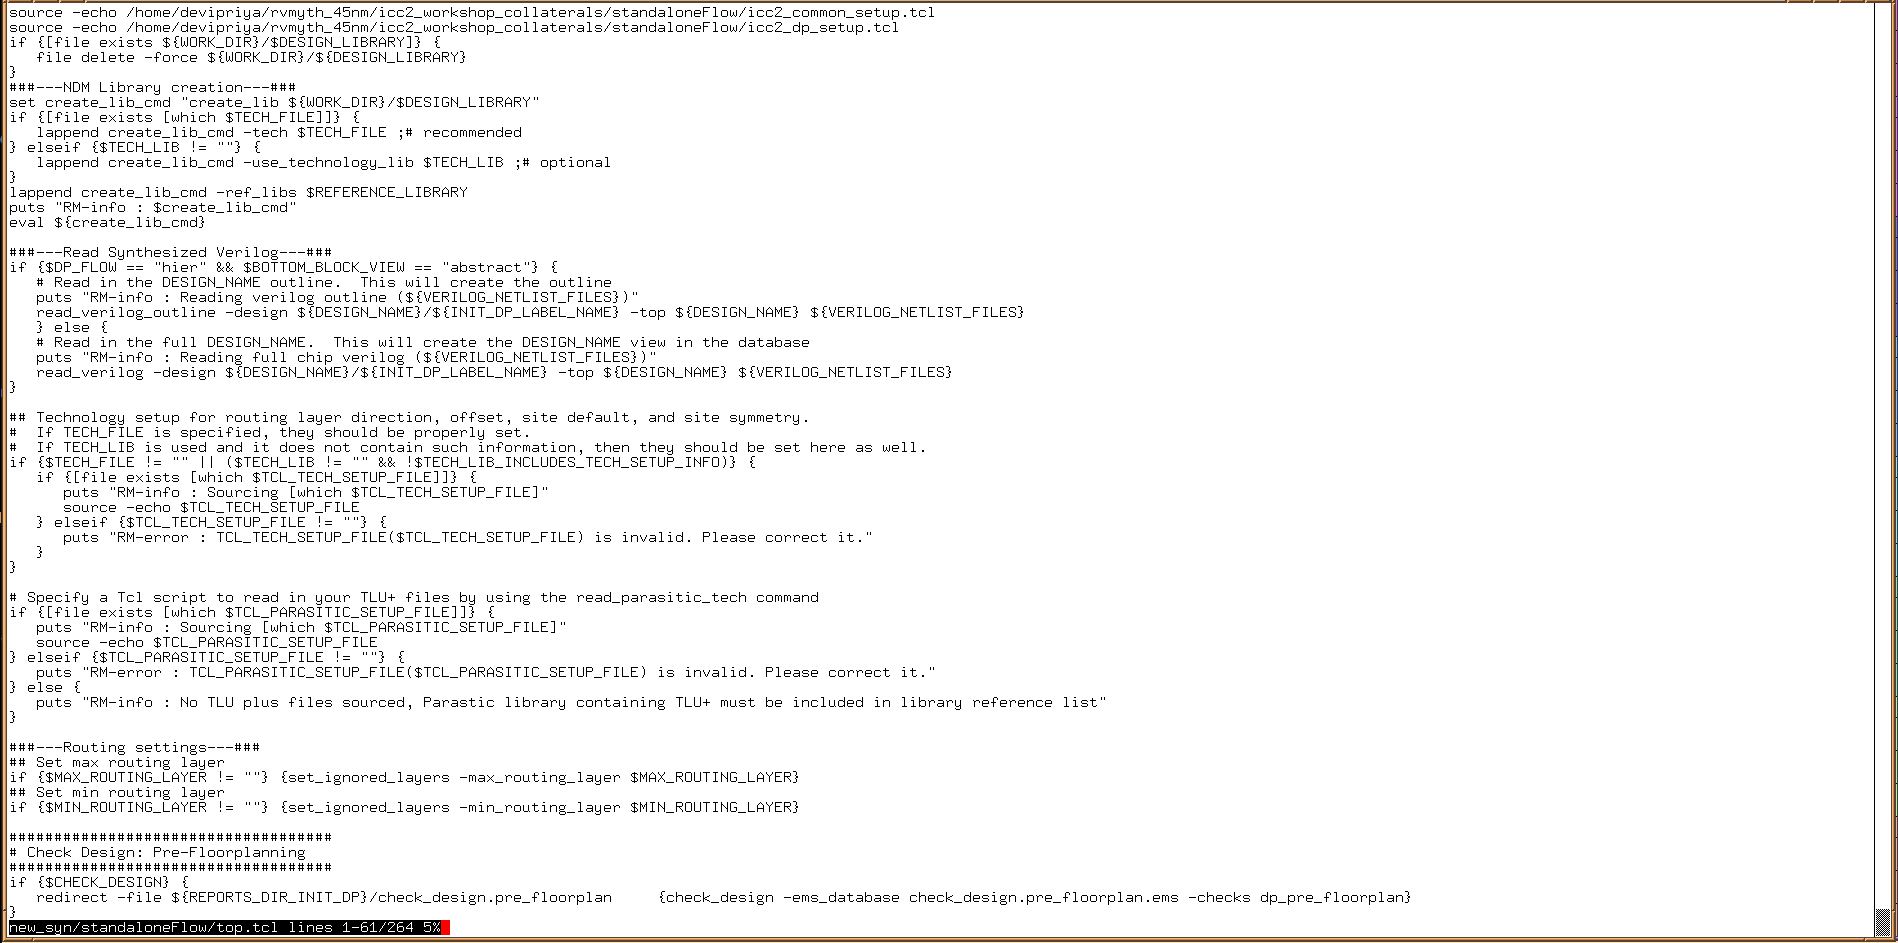 source -echo /home/devipriya/rvmyth_45nm/icc2_workshop_collaterals/standaloneFlow/icc2_common_setup.tcl
source -echo /home/devipriya/rvmyth_45nm/icc2_workshop_collaterals/standaloneFlow/icc2_dp_setup.tcl
if {[file exists ${WORK_DIR}/$DESIGN_LIBRARY]} {
   file delete -force ${WORK_DIR}/${DESIGN_LIBRARY}
}
###---NDM Library creation---###
set create_lib_cmd "create_lib ${WORK_DIR}/$DESIGN_LIBRARY"
if {[file exists [which $TECH_FILE]]} {
   lappend create_lib_cmd -tech $TECH_FILE ;# recommended
} elseif {$TECH_LIB != ""} {
   lappend create_lib_cmd -use_technology_lib $TECH_LIB ;# optional
}
lappend create_lib_cmd -ref_libs $REFERENCE_LIBRARY
puts "RM-info : $create_lib_cmd"
eval ${create_lib_cmd}

###---Read Synthesized Verilog---###
if {$DP_FLOW == "hier" && $BOTTOM_BLOCK_VIEW == "abstract"} {
   # Read in the DESIGN_NAME outline.  This will create the outline
   puts "RM-info : Reading verilog outline (${VERILOG_NETLIST_FILES})"
   read_verilog_outline -design ${DESIGN_NAME}/${INIT_DP_LABEL_NAME} -top ${DESIGN_NAME} ${VERILOG_NETLIST_FILES}
   } else {
   # Read in the full DESIGN_NAME.  This will create the DESIGN_NAME view in the database
   puts "RM-info : Reading full chip verilog (${VERILOG_NETLIST_FILES})"
   read_verilog -design ${DESIGN_NAME}/${INIT_DP_LABEL_NAME} -top ${DESIGN_NAME} ${VERILOG_NETLIST_FILES}
}

## Technology setup for routing layer direction, offset, site default, and site symmetry.
#  If TECH_FILE is specified, they should be properly set.
#  If TECH_LIB is used and it does not contain such information, then they should be set here as well.
if {$TECH_FILE != "" || ($TECH_LIB != "" && !$TECH_LIB_INCLUDES_TECH_SETUP_INFO)} {
   if {[file exists [which $TCL_TECH_SETUP_FILE]]} {
      puts "RM-info : Sourcing [which $TCL_TECH_SETUP_FILE]"
      source -echo $TCL_TECH_SETUP_FILE
   } elseif {$TCL_TECH_SETUP_FILE != ""} {
      puts "RM-error : TCL_TECH_SETUP_FILE($TCL_TECH_SETUP_FILE) is invalid. Please correct it."
   }
}

# Specify a Tcl script to read in your TLU+ files by using the read_parasitic_tech command
if {[file exists [which $TCL_PARASITIC_SETUP_FILE]]} {
   puts "RM-info : Sourcing [which $TCL_PARASITIC_SETUP_FILE]"
   source -echo $TCL_PARASITIC_SETUP_FILE
} elseif {$TCL_PARASITIC_SETUP_FILE != ""} {
   puts "RM-error : TCL_PARASITIC_SETUP_FILE($TCL_PARASITIC_SETUP_FILE) is invalid. Please correct it."
} else {
   puts "RM-info : No TLU plus files sourced, Parastic library containing TLU+ must be included in library reference list"
}

###---Routing settings---###
## Set max routing layer
if {$MAX_ROUTING_LAYER != ""} {set_ignored_layers -max_routing_layer $MAX_ROUTING_LAYER}
## Set min routing layer
if {$MIN_ROUTING_LAYER != ""} {set_ignored_layers -min_routing_layer $MIN_ROUTING_LAYER}

####################################
# Check Design: Pre-Floorplanning
####################################
if {$CHECK_DESIGN} {
   redirect -file ${REPORTS_DIR_INIT_DP}/check_design.pre_floorplan     {check_design -ems_database check_design.pre_floorplan.ems -checks dp_pre_floorplan}
}
new_syn/standaloneFlow/top.tcl lines 1-61/264 5%